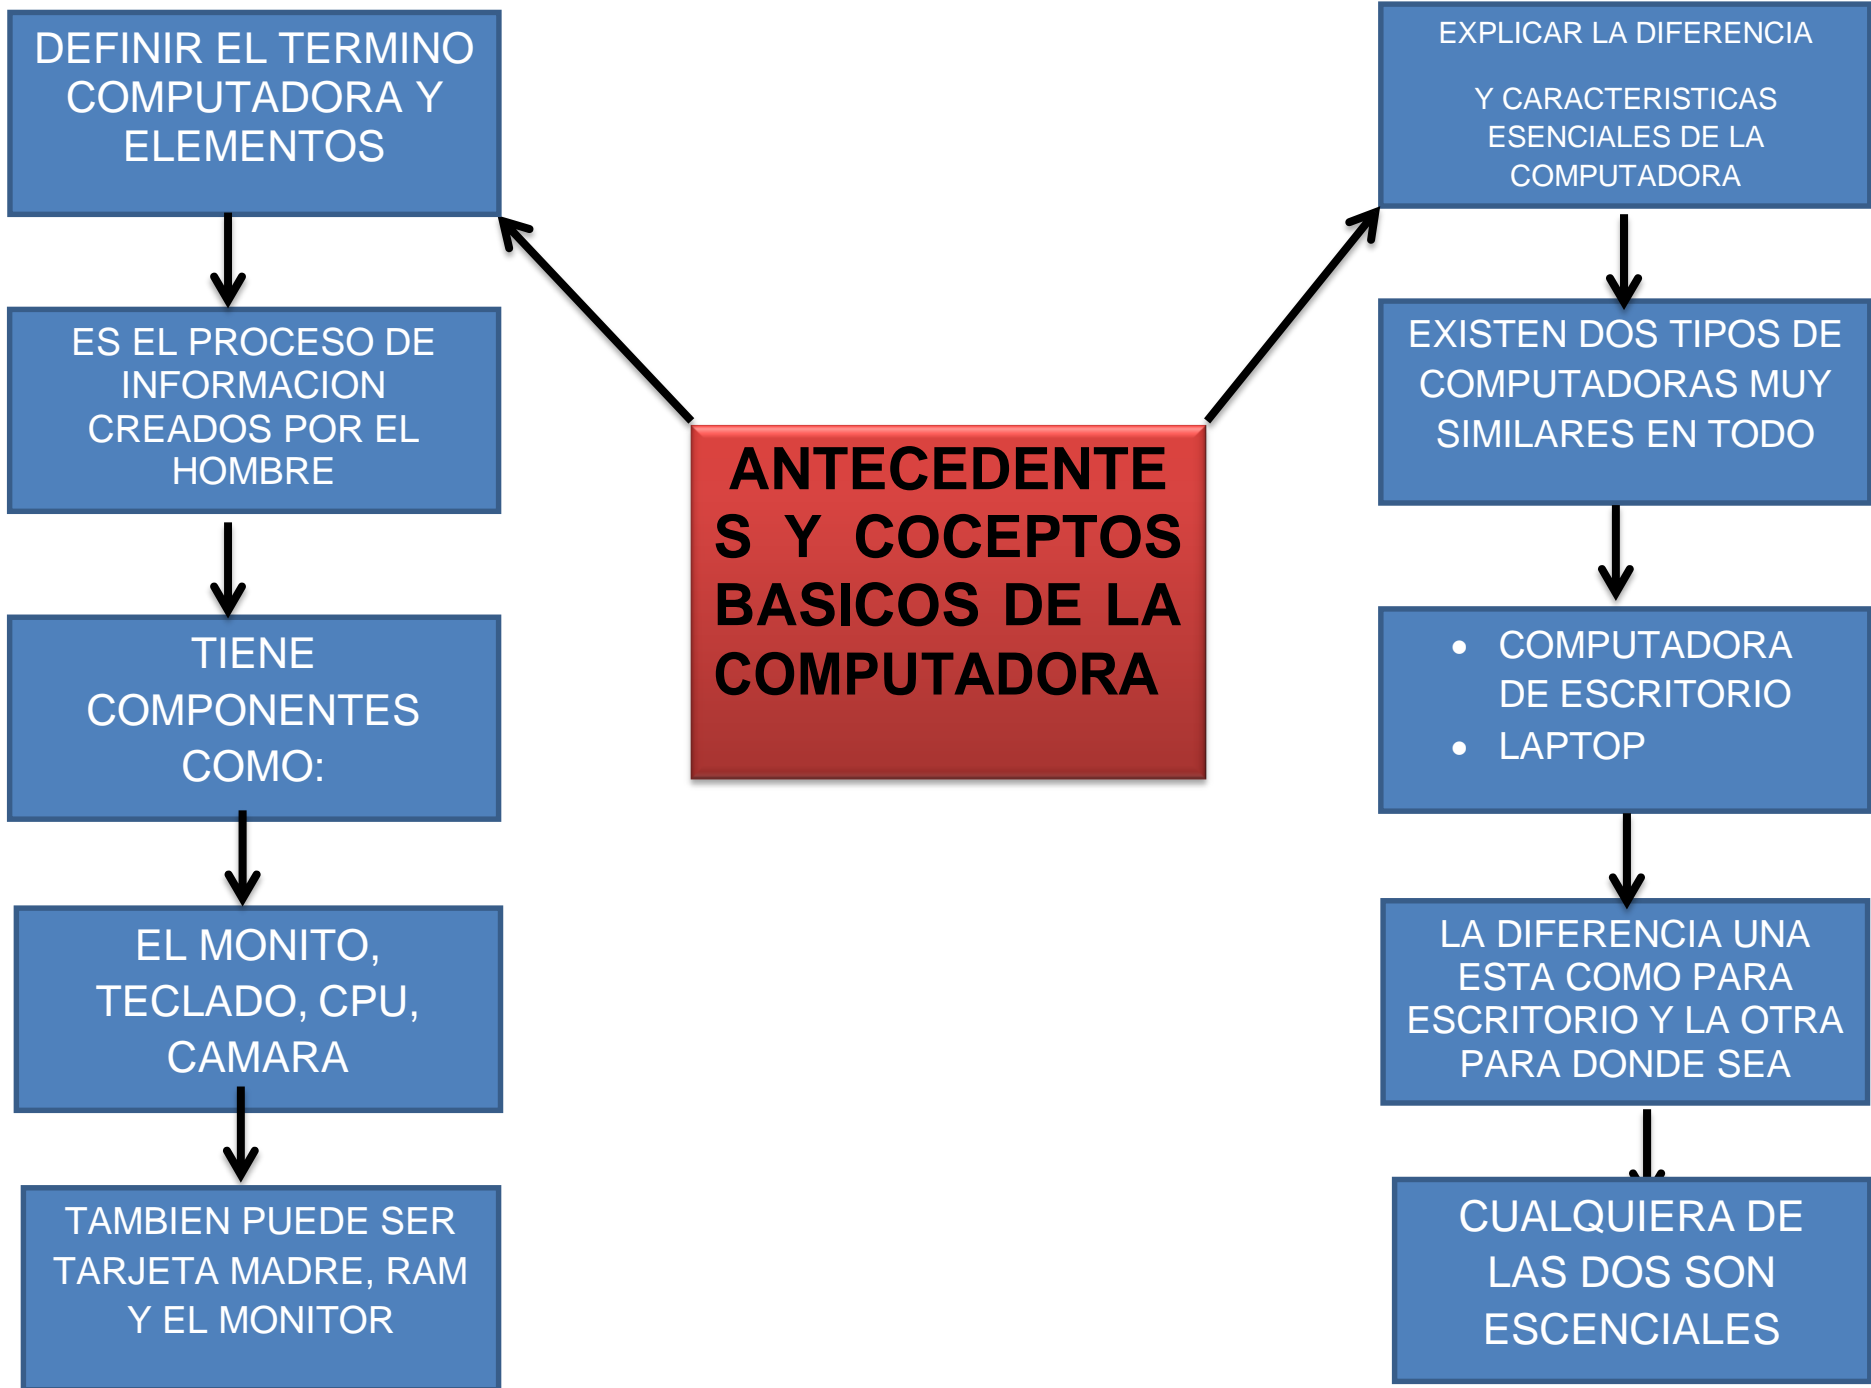 DEFINIR EL TERMINO
COMPUTADORA Y
ELEMENTOS
ES EL PROCESO DE
INFORMACION
CREADOS POR EL
HOMBRE
TIENE
COMPONENTES
COMO:
EL MONITO,
TECLADO, CPU,
CAMARA
TAMBIEN PUEDE SER
TARJETA MADRE, RAM
Y EL MONITOR
ANTECEDENTE
S Y COCEPTOS
BASICOS DE LA
COMPUTADORA
EXPLICAR LA DIFERENCIA
Y CARACTERISTICAS
ESENCIALES DE LA
COMPUTADORA
EXISTEN DOS TIPOS DE
COMPUTADORAS MUY
SIMILARES EN TODO
• COMPUTADORA
DE ESCRITORIO
• LAPTOP
LA DIFERENCIA UNA
ESTA COMO PARA
ESCRITORIO Y LA OTRA
PARA DONDE SEA
CUALQUIERA DE
LAS DOS SON
ESCENCIALES